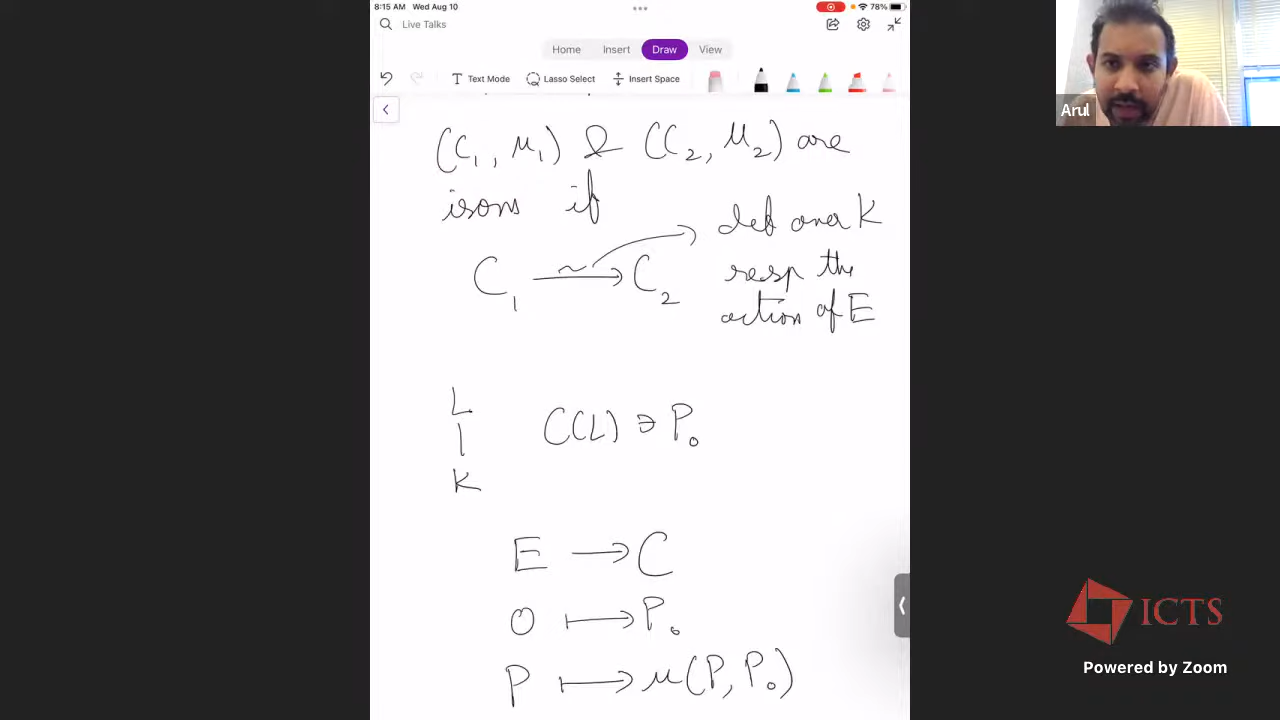 8:15 AM Wed Aug 10
78%
Live Talks
Home Insert Draw View
Text Mode Lasso Select Insert Space
(C₁, μ₁) & (C₂, μ₂) are
isom if
def over K
C₁ ⥲ C₂ resp the
action of E
L
|
K
C(L) ∋ P₀
E ⟶ C
O ⟼ P₀
P ⟼ μ(P, P₀)
Arul
ICTS
Powered by Zoom